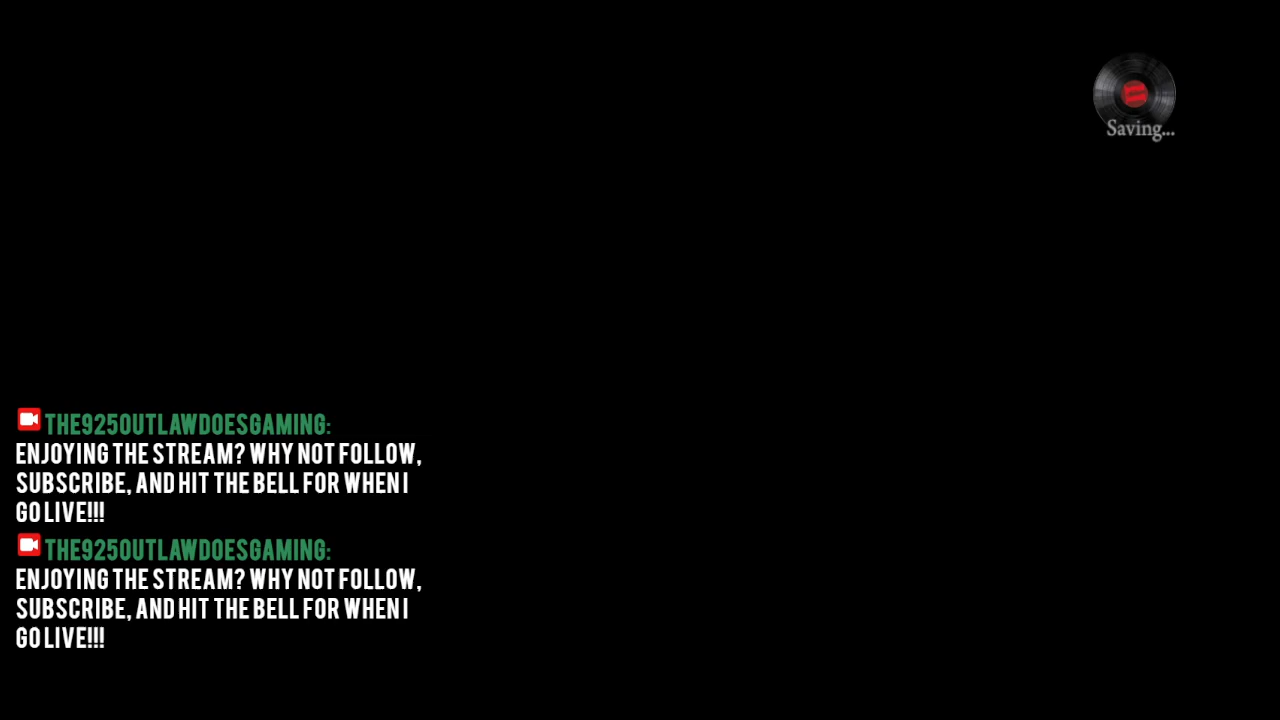 Saving...
THE925OUTLAWDOESGAMING:
ENJOYING THE STREAM? WHY NOT FOLLOW,
SUBSCRIBE, AND HIT THE BELL FOR WHEN I
GO LIVE!!!
THE925OUTLAWDOESGAMING:
ENJOYING THE STREAM? WHY NOT FOLLOW,
SUBSCRIBE, AND HIT THE BELL FOR WHEN I
GO LIVE!!!